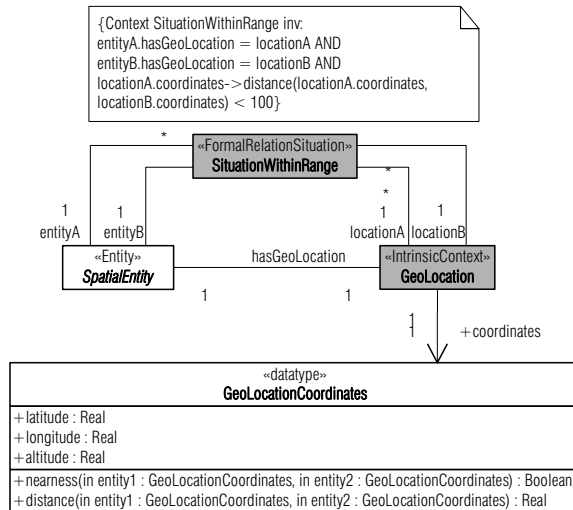 {Context SituationWithinRange inv:
entityA.hasGeoLocation = locationA AND
entityB.hasGeoLocation = locationB AND
locationA.coordinates->distance(locationA.coordinates,
locationB.coordinates) < 100}
«FormalRelationSituation»
SituationWithinRange
*
*
*
1
entityA
1
entityB
1
locationA
1
locationB
«Entity»
SpatialEntity
hasGeoLocation
1
1
«IntrinsicContext»
GeoLocation
1
1
+coordinates
«datatype»
GeoLocationCoordinates
+latitude : Real
+longitude : Real
+altitude : Real
+nearness(in entity1 : GeoLocationCoordinates, in entity2 : GeoLocationCoordinates) : Boolean
+distance(in entity1 : GeoLocationCoordinates, in entity2 : GeoLocationCoordinates) : Real